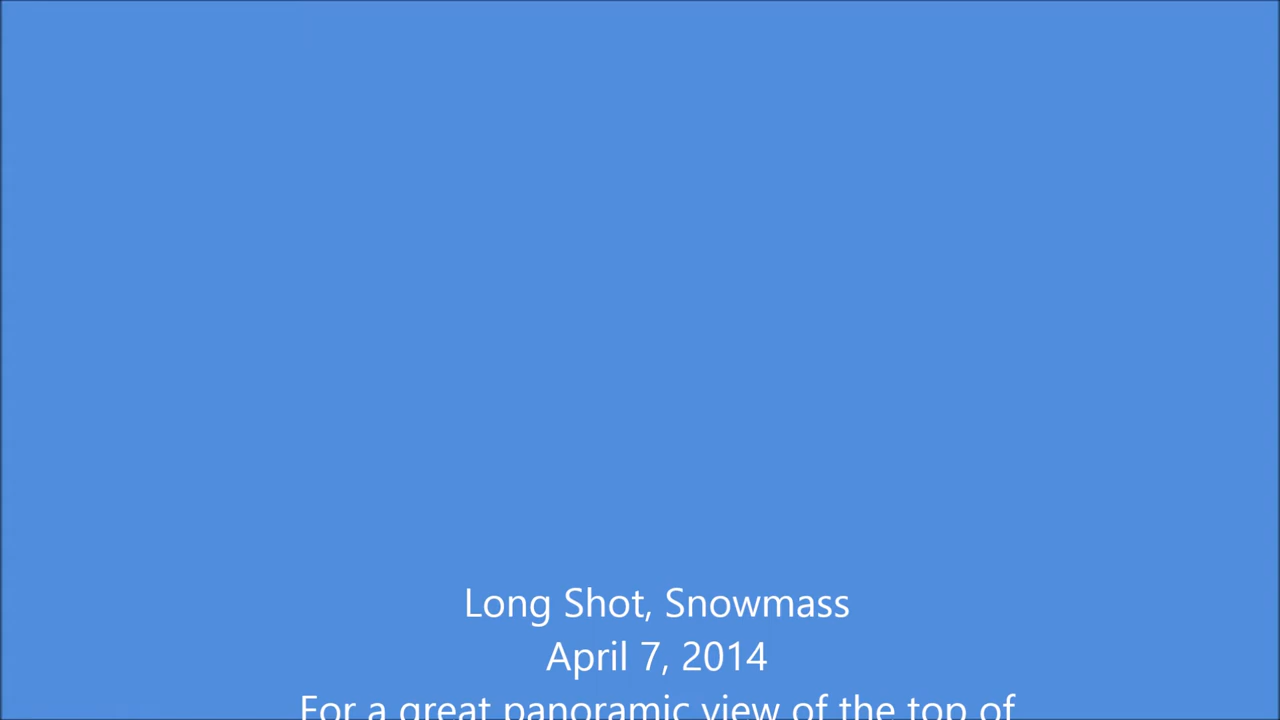 Long Shot, Snowmass
April 7, 2014
For a great panoramic view of the top of